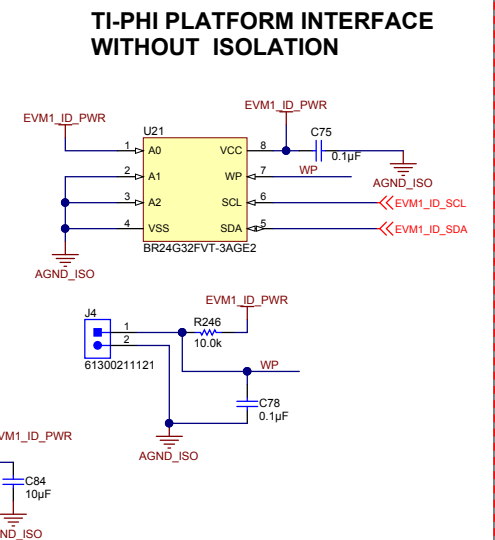 TI-PHI PLATFORM INTERFACE
WITHOUT ISOLATION
EVM1_ID_PWR
EVM1_ID_PWR
U21
C75
1 A0 VCC 8
0.1µF
2 A1 WP 7 WP
AGND_ISO
3 A2 SCL 6 EVM1_ID_SCL
4 VSS SDA 5 EVM1_ID_SDA
BR24G32FVT-3AGE2
AGND_ISO
EVM1_ID_PWR
J4
R246
1
10.0k
2
61300211121
WP
C78
0.1µF
AGND_ISO
VM1_ID_PWR
C84
10µF
ND_ISO